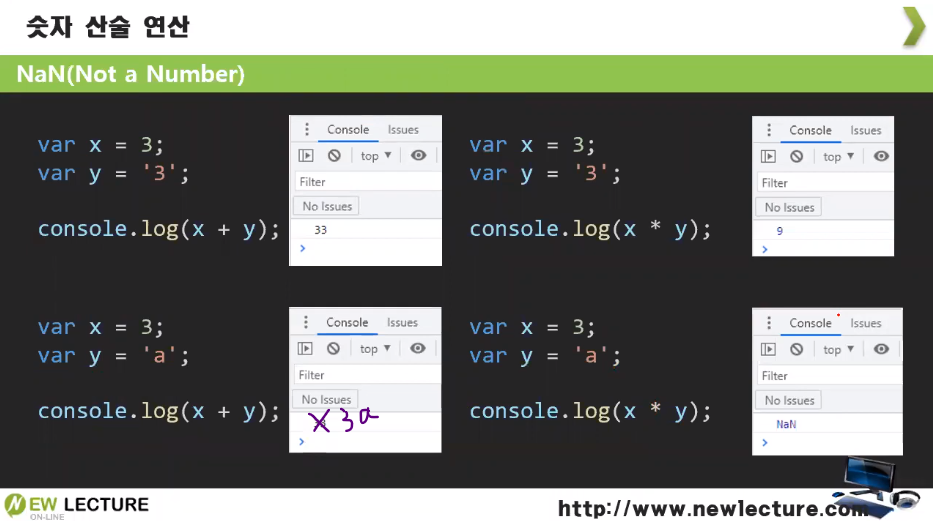 숫자 산술 연산
NaN(Not a Number)
var x = 3;
var y = '3';
console.log(x + y);
Console Issues
top
Filter
No Issues
33
var x = 3;
var y = '3';
console.log(x * y);
Console Issues
top
Filter
No Issues
9
var x = 3;
var y = 'a';
console.log(x + y);
Console Issues
top
Filter
No Issues
3a
var x = 3;
var y = 'a';
console.log(x * y);
Console Issues
top
Filter
No Issues
NaN
NEW LECTURE
ON-LINE
http://www.newlecture.com